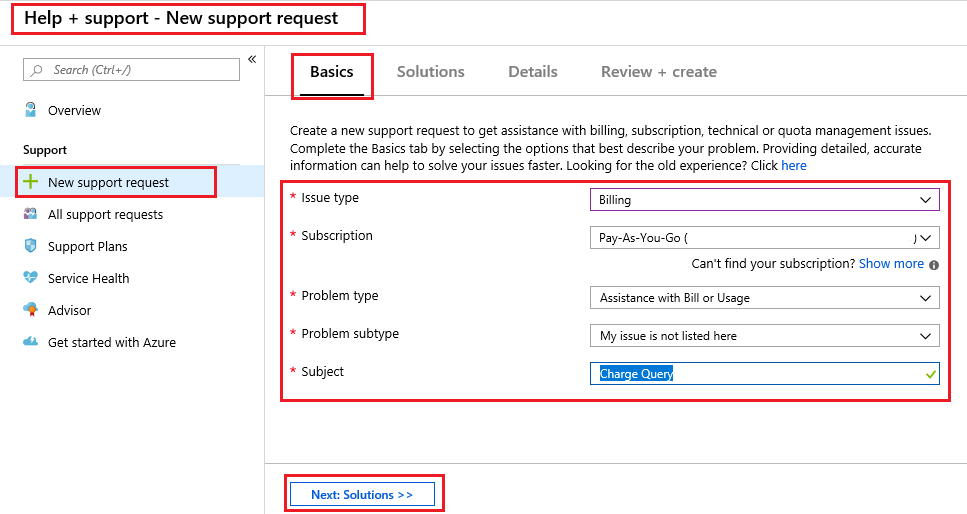 Help + support - New support request
Search (Ctrl+/)
«
Overview
Support
New support request
All support requests
Support Plans
Service Health
Advisor
Get started with Azure
Basics Solutions Details Review + create
Create a new support request to get assistance with billing, subscription, technical or quota management issues.
Complete the Basics tab by selecting the options that best describe your problem. Providing detailed, accurate
information can help to solve your issues faster. Looking for the old experience? Click here
* Issue type Billing
* Subscription Pay-As-You-Go ( )
Can't find your subscription? Show more
* Problem type Assistance with Bill or Usage
* Problem subtype My issue is not listed here
* Subject Charge Query
Next: Solutions >>